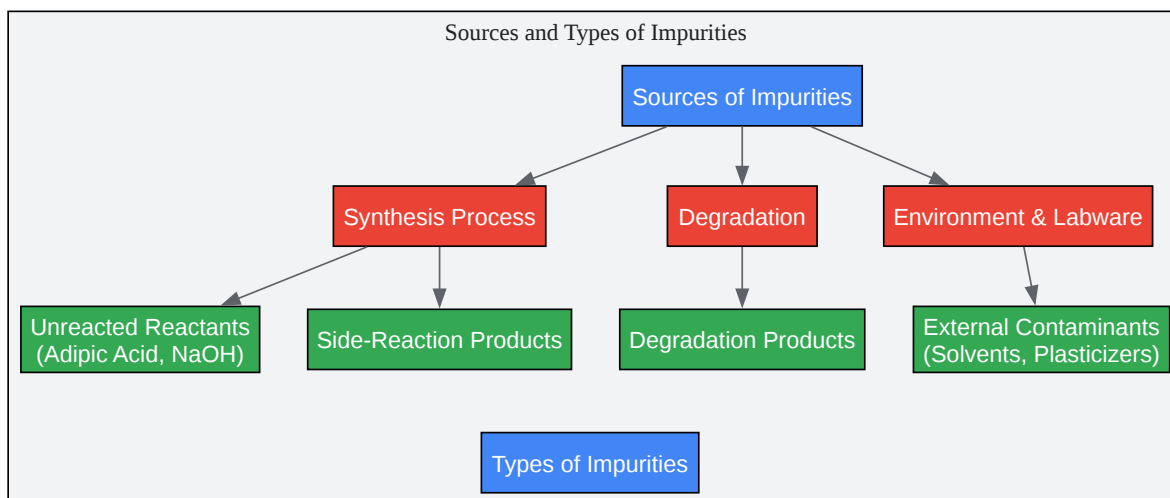 Sources and Types of Impurities
Sources of Impurities
Synthesis Process
Degradation
Environment & Labware
Unreacted Reactants
(Adipic Acid, NaOH)
Side-Reaction Products
Degradation Products
External Contaminants
(Solvents, Plasticizers)
Types of Impurities